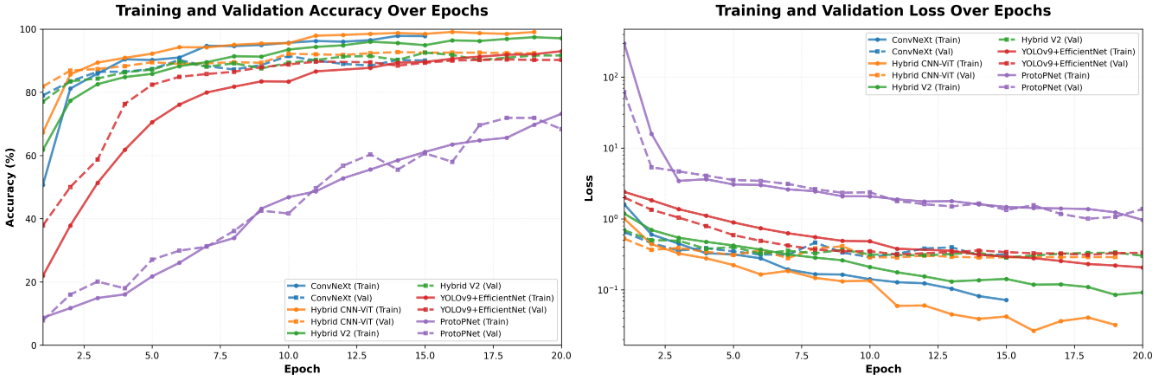 Training and Validation Accuracy Over Epochs
100
80
60
40
20
0
Accuracy (%)
2.5 5.0 7.5 10.0 12.5 15.0 17.5 20.0
Epoch
ConvNeXt (Train)
ConvNeXt (Val)
Hybrid CNN-ViT (Train)
Hybrid CNN-ViT (Val)
Hybrid V2 (Train)
Hybrid V2 (Val)
YOLOv9+EfficientNet (Train)
YOLOv9+EfficientNet (Val)
ProtoPNet (Train)
ProtoPNet (Val)
Training and Validation Loss Over Epochs
10²
10¹
10⁰
10⁻¹
Loss
2.5 5.0 7.5 10.0 12.5 15.0 17.5 20.0
Epoch
ConvNeXt (Train)
ConvNeXt (Val)
Hybrid CNN-ViT (Train)
Hybrid CNN-ViT (Val)
Hybrid V2 (Train)
Hybrid V2 (Val)
YOLOv9+EfficientNet (Train)
YOLOv9+EfficientNet (Val)
ProtoPNet (Train)
ProtoPNet (Val)